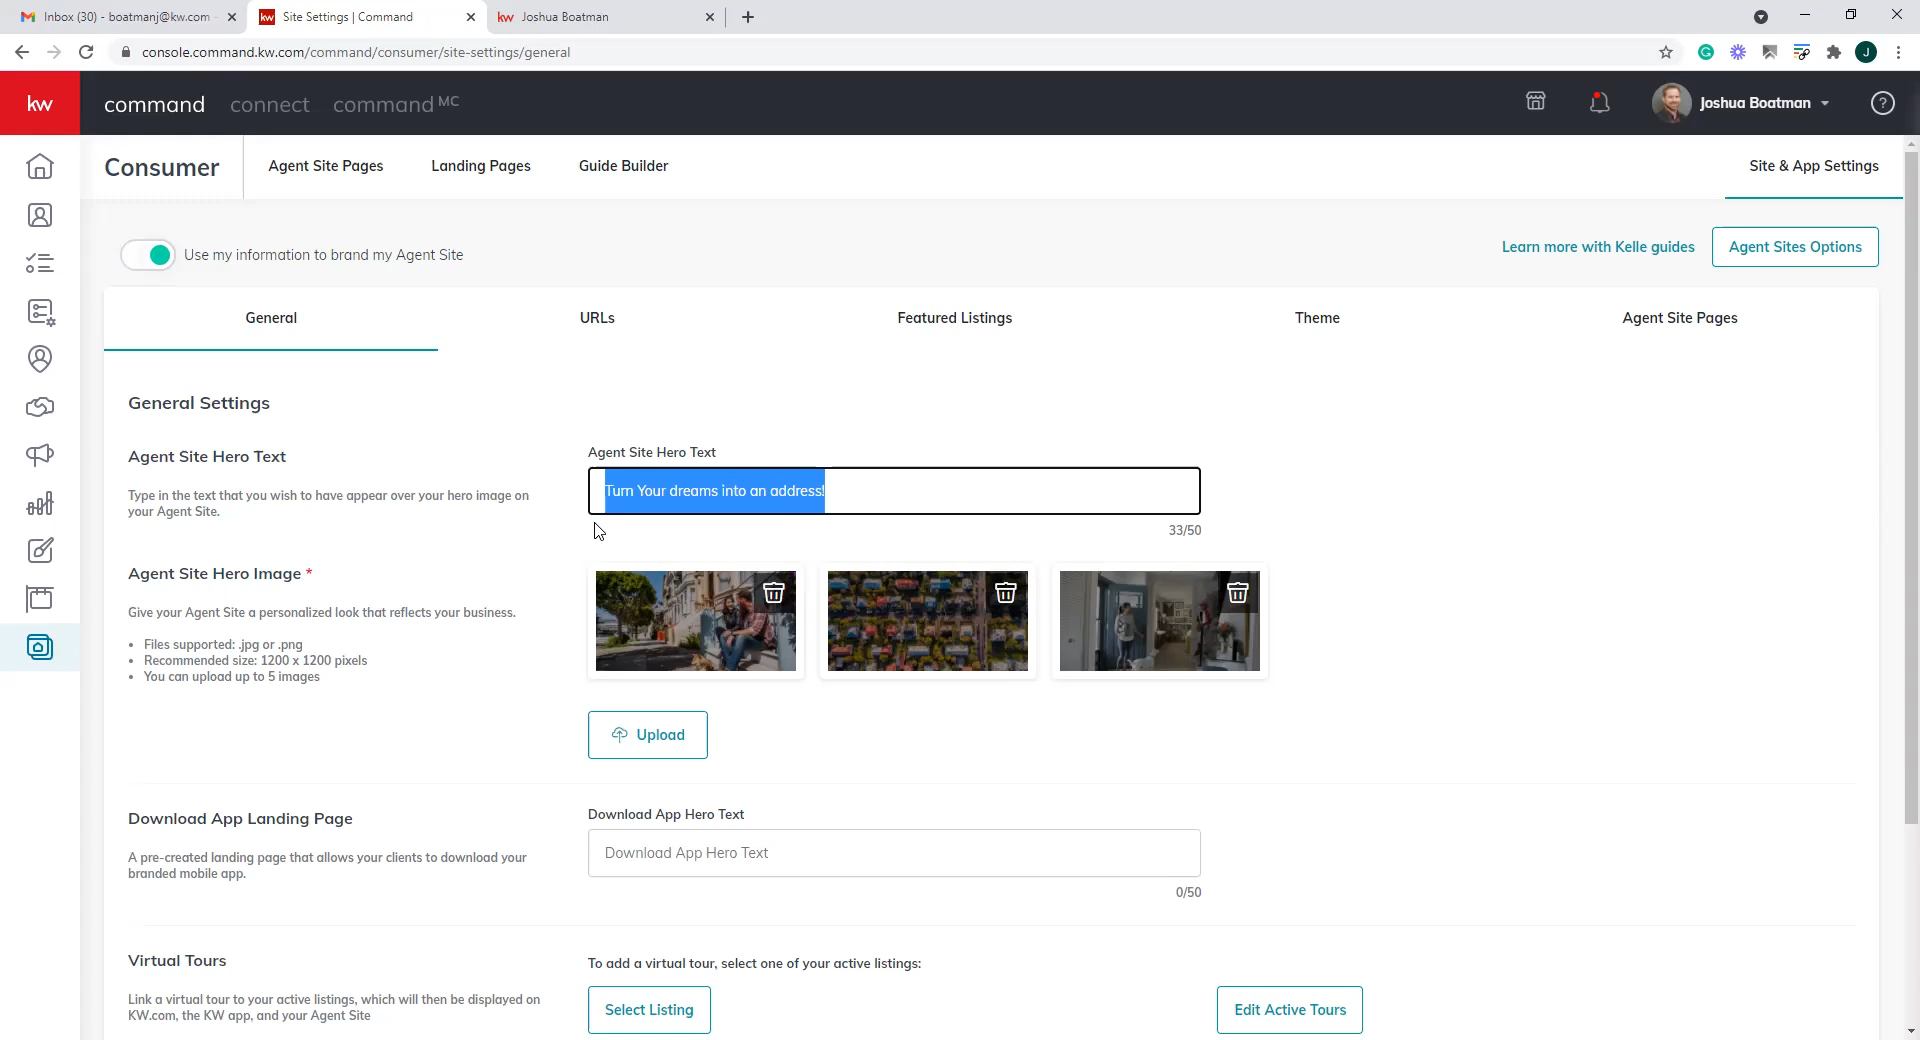 Inbox (30) - boatmanj@kw.com -
kw Site Settings | Command
kw Joshua Boatman
console.command.kw.com/command/consumer/site-settings/general
J
kw command connect command MC
Joshua Boatman
?
Consumer Agent Site Pages Landing Pages Guide Builder Site & App Settings
Use my information to brand my Agent Site
Learn more with Kelle guides Agent Sites Options
General URLs Featured Listings Theme Agent Site Pages
General Settings
Agent Site Hero Text
Type in the text that you wish to have appear over your hero image on
your Agent Site.
Agent Site Hero Text
Turn Your dreams into an address!
33/50
Agent Site Hero Image *
Give your Agent Site a personalized look that reflects your business.
• Files supported: .jpg or .png
• Recommended size: 1200 x 1200 pixels
• You can upload up to 5 images
Upload
Download App Landing Page
A pre-created landing page that allows your clients to download your
branded mobile app.
Download App Hero Text
Download App Hero Text
0/50
Virtual Tours
Link a virtual tour to your active listings, which will then be displayed on
KW.com, the KW app, and your Agent Site
To add a virtual tour, select one of your active listings:
Select Listing Edit Active Tours